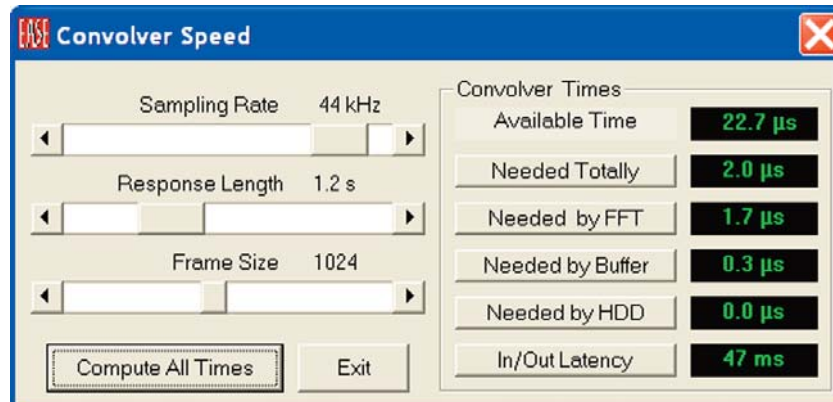 EASE Convolver Speed
Sampling Rate 44 kHz
Response Length 1.2 s
Frame Size 1024
Compute All Times
Exit
Convolver Times
Available Time 22.7 µs
Needed Totally 2.0 µs
Needed by FFT 1.7 µs
Needed by Buffer 0.3 µs
Needed by HDD 0.0 µs
In/Out Latency 47 ms